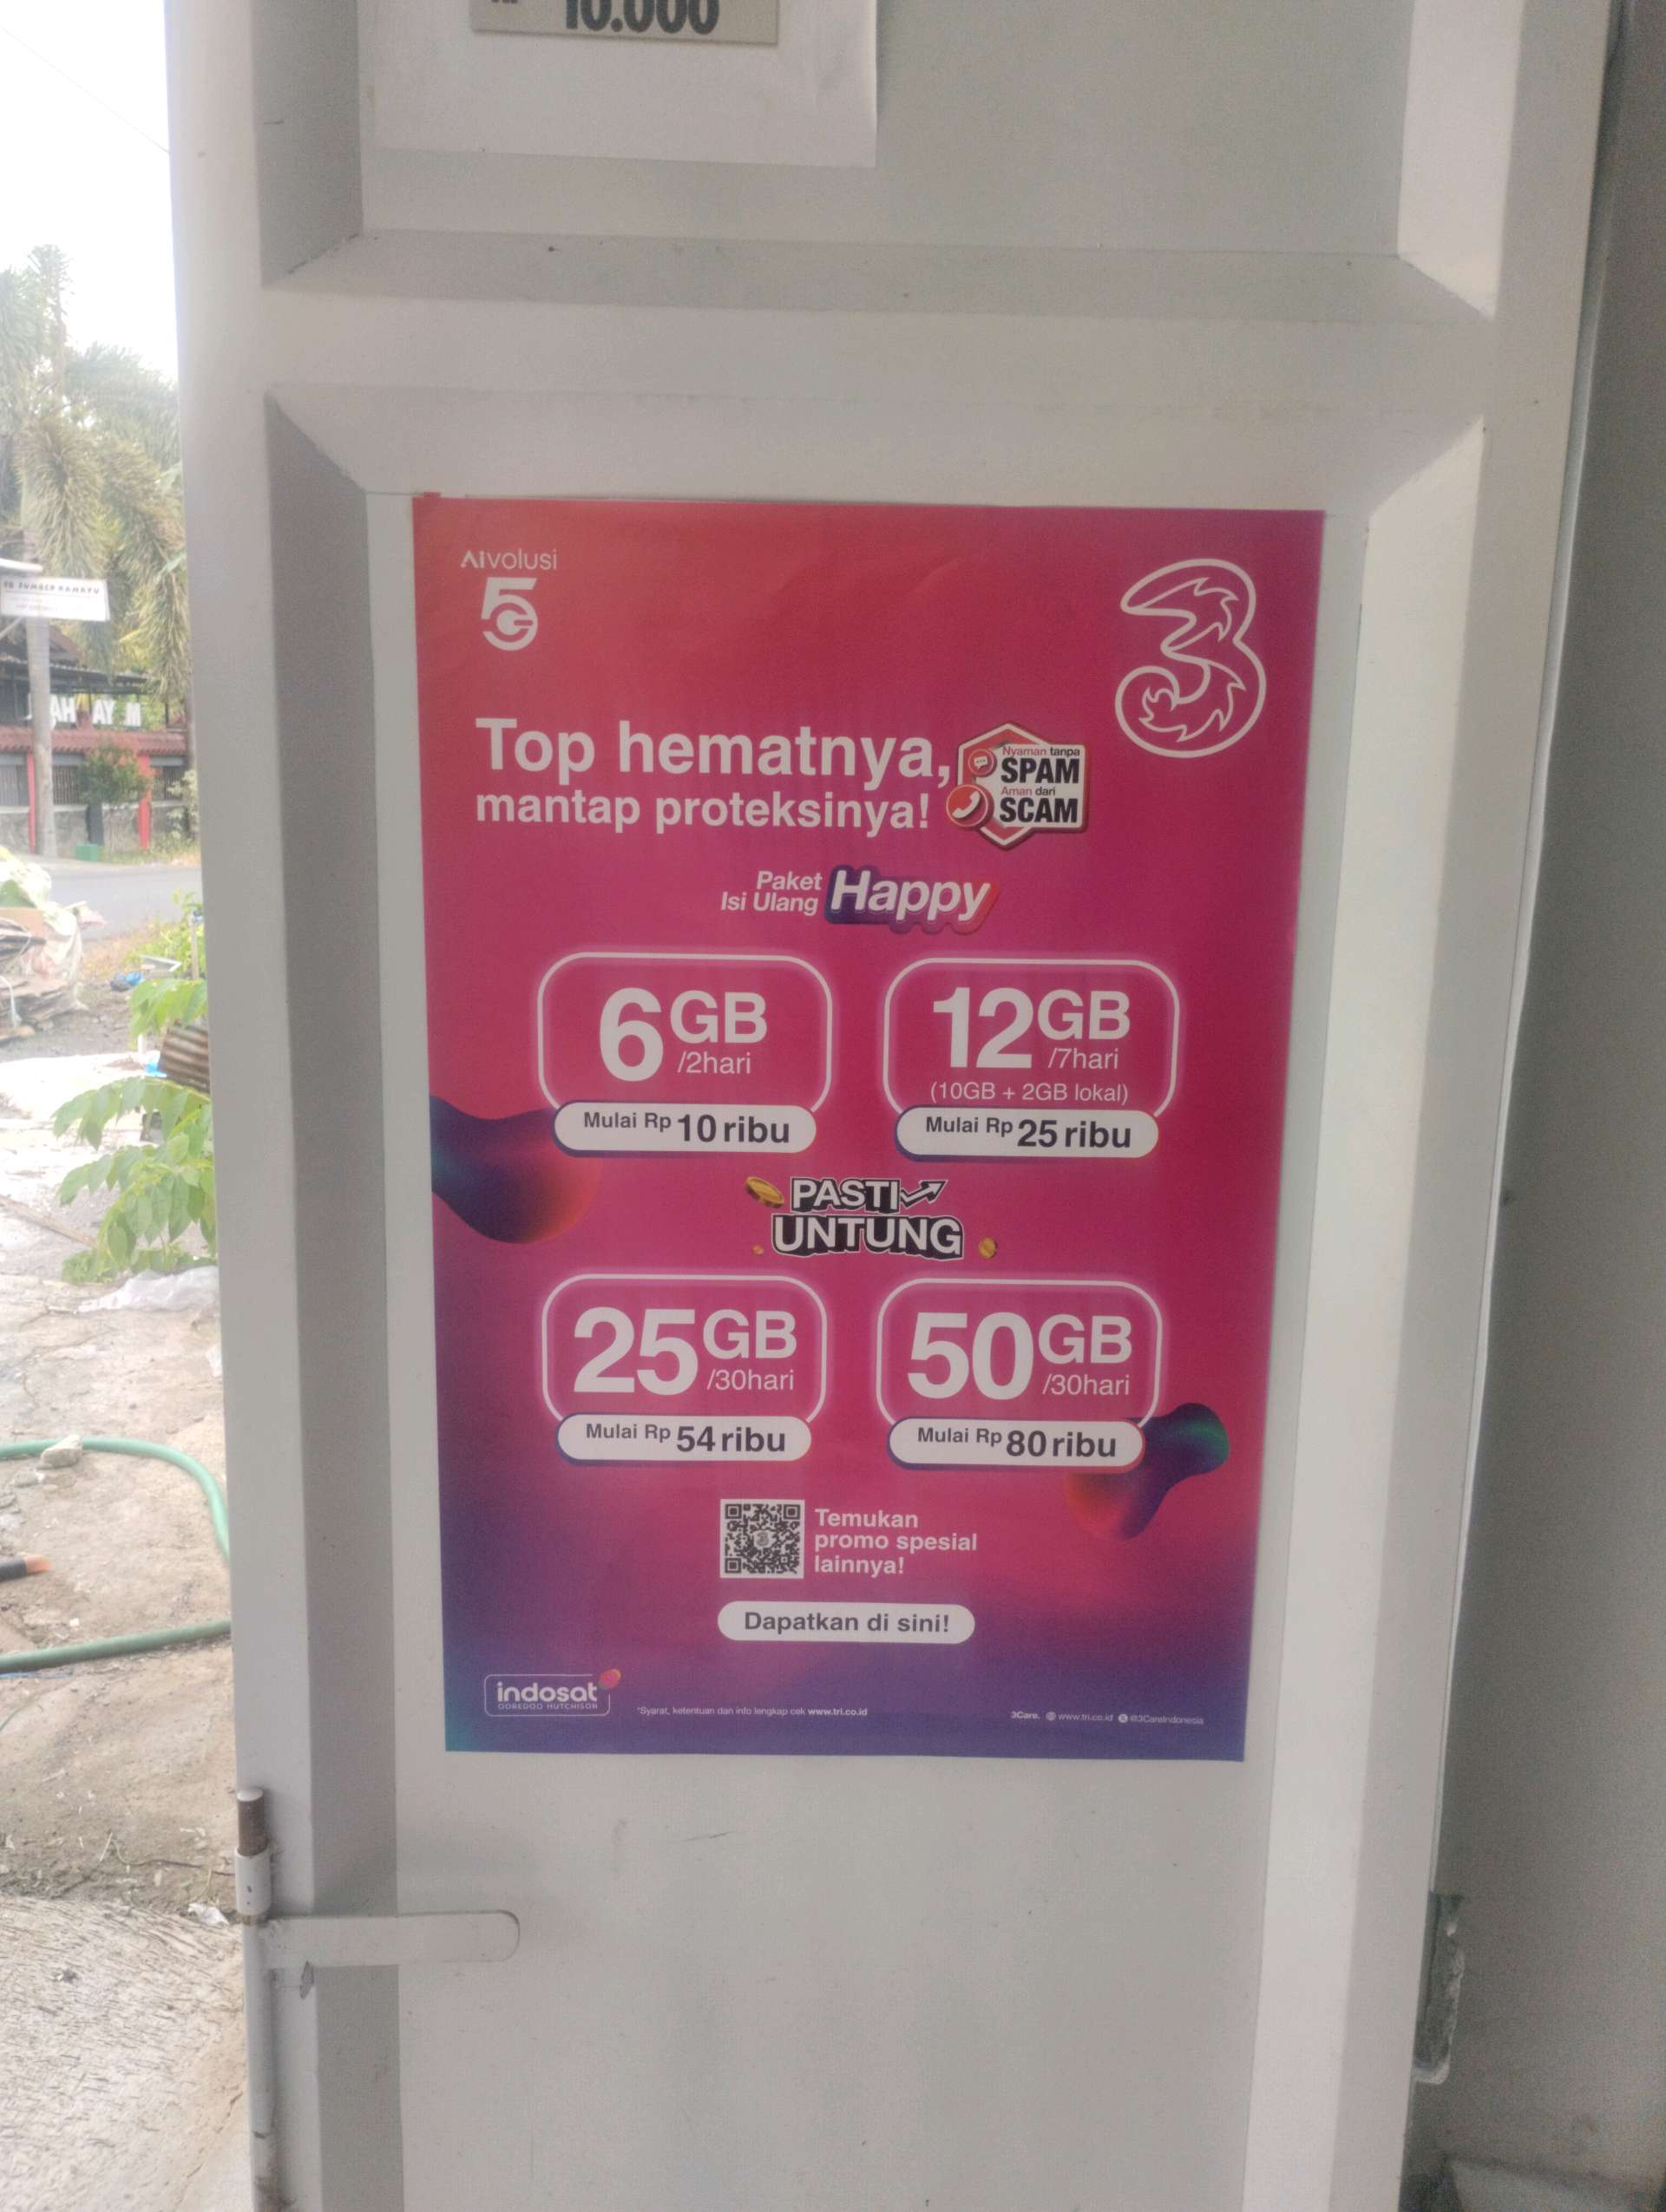 10.000
AH AY M
Aivolusi
5G
3
Top hematnya,
mantap proteksinya!
Nyaman tanpa
SPAM
Aman dari
SCAM
Paket
Isi Ulang
Happy
6GB
/2hari
Mulai Rp 10 ribu
12GB
/7hari
(10GB + 2GB lokal)
Mulai Rp 25 ribu
PASTI
UNTUNG
25GB
/30hari
Mulai Rp 54 ribu
50GB
/30hari
Mulai Rp 80 ribu
Temukan
promo spesial
lainnya!
Dapatkan di sini!
indosat
OOREDOO HUTCHISON
*Syarat, ketentuan dan info lengkap cek www.tri.co.id
3Care. www.tri.co.id @3CareIndonesia